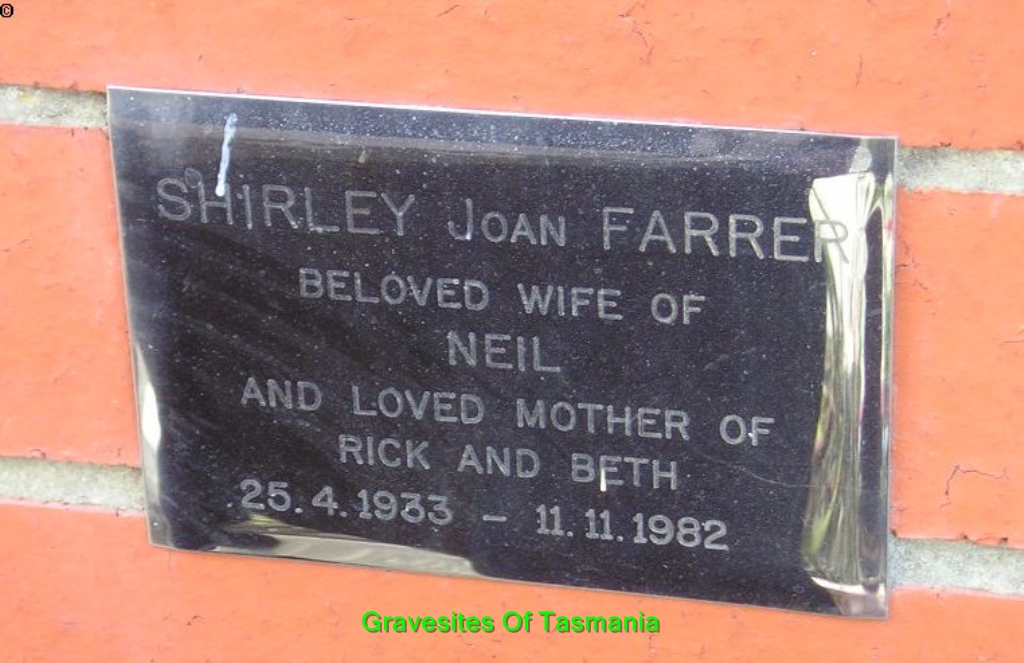 ©
SHIRLEY JOAN FARRER
BELOVED WIFE OF
NEIL
AND LOVED MOTHER OF
RICK AND BETH
25.4.1933 – 11.11.1982
Gravesites Of Tasmania